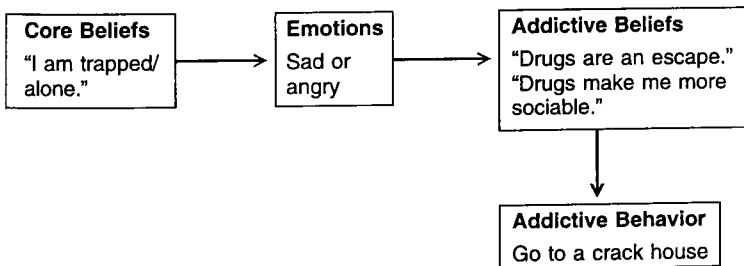 Core Beliefs
“I am trapped/
alone.”
Emotions
Sad or
angry
Addictive Beliefs
“Drugs are an escape.”
“Drugs make me more
sociable.”
Addictive Behavior
Go to a crack house